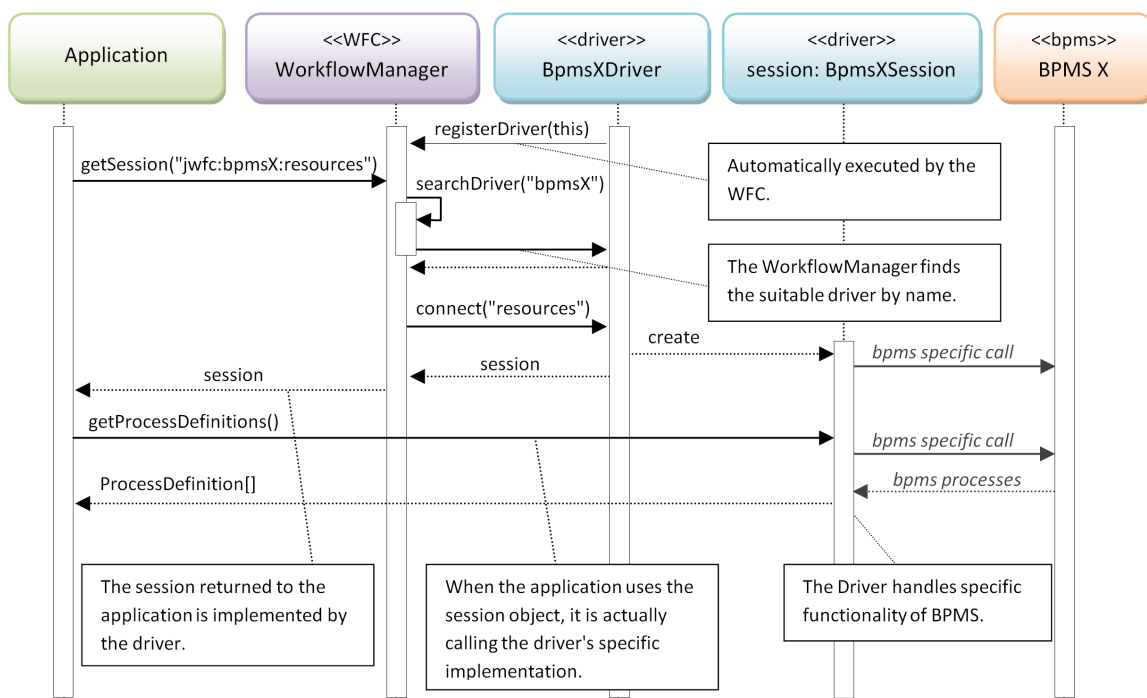 Application
<<WFC>>
WorkflowManager
<<driver>>
BpmsXDriver
<<driver>>
session: BpmsXSession
<<bpms>>
BPMS X
registerDriver(this)
getSession("jwfc:bpmsX:resources")
Automatically executed by the
WFC.
searchDriver("bpmsX")
The WorkflowManager finds
the suitable driver by name.
connect("resources")
create
bpms specific call
session
session
getProcessDefinitions()
bpms specific call
ProcessDefinition[]
bpms processes
The session returned to the
application is implemented by
the driver.
When the application uses the
session object, it is actually
calling the driver's specific
implementation.
The Driver handles specific
functionality of BPMS.